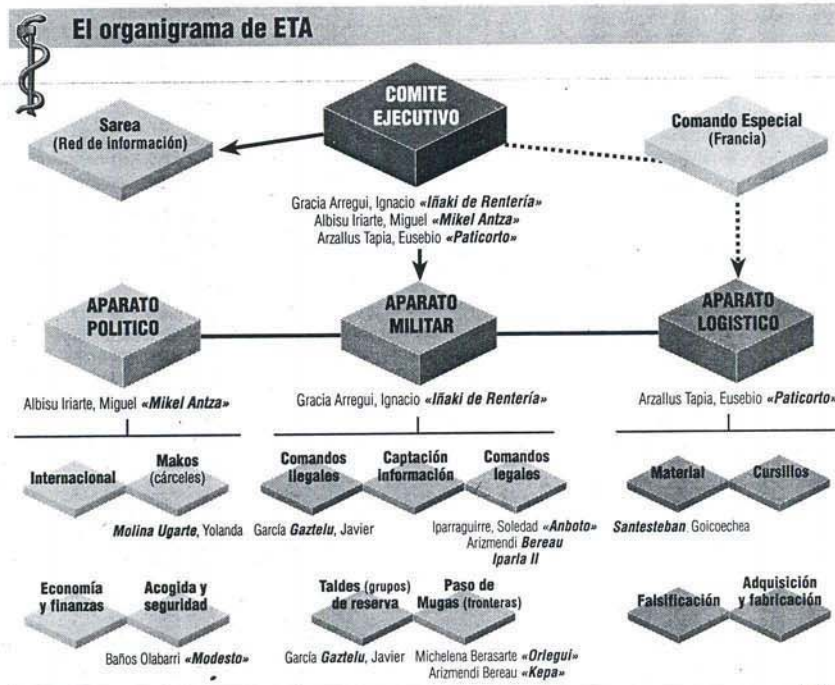 El organigrama de ETA
COMITE
EJECUTIVO
Sarea
(Red de información)
Comando Especial
(Francia)
Gracia Arregui, Ignacio «Iñaki de Rentería»
Albisu Iriarte, Miguel «Mikel Antza»
Arzallus Tapia, Eusebio «Paticorto»
APARATO
POLITICO
APARATO
MILITAR
APARATO
LOGISTICO
Albisu Iriarte, Miguel «Mikel Antza»
Gracia Arregui, Ignacio «Iñaki de Rentería»
Arzallus Tapia, Eusebio «Paticorto»
Internacional
Makos
(cárceles)
Comandos
ilegales
Captación
información
Comandos
legales
Material
Cursillos
Molina Ugarte, Yolanda
García Gaztelu, Javier
Iparraguirre, Soledad «Anboto»
Arizmendi Bereau
Iparla II
Santesteban Goicoechea
Economía
y finanzas
Acogida y
seguridad
Taldes (grupos)
de reserva
Paso de
Mugas (fronteras)
Falsificación
Adquisición
y fabricación
Baños Olabarri «Modesto»
García Gaztelu, Javier
Michelena Berasarte «Orlegui»
Arizmendi Bereau «Kepa»